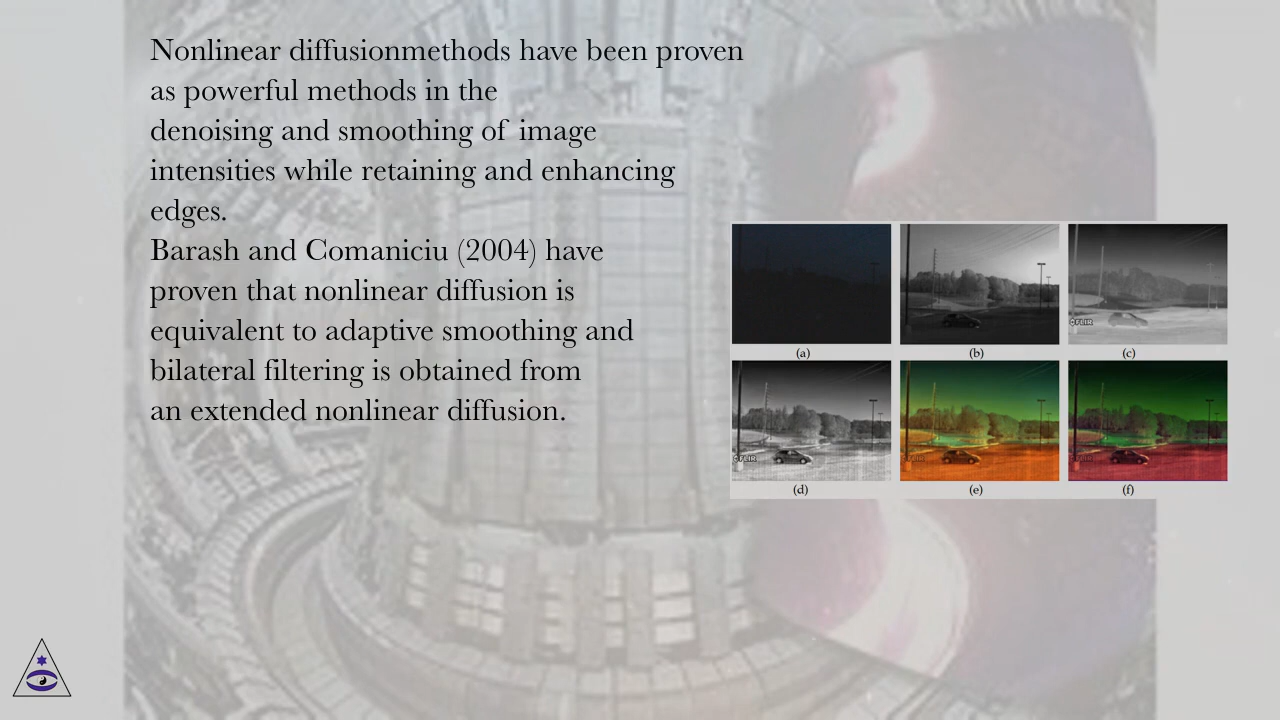 Nonlinear diffusionmethods have been proven
as powerful methods in the
denoising and smoothing of image
intensities while retaining and enhancing
edges.
Barash and Comaniciu (2004) have
proven that nonlinear diffusion is
equivalent to adaptive smoothing and
bilateral filtering is obtained from
an extended nonlinear diffusion.
FLIR
(a) (b) (c)
FLIR
(d) (e) (f)